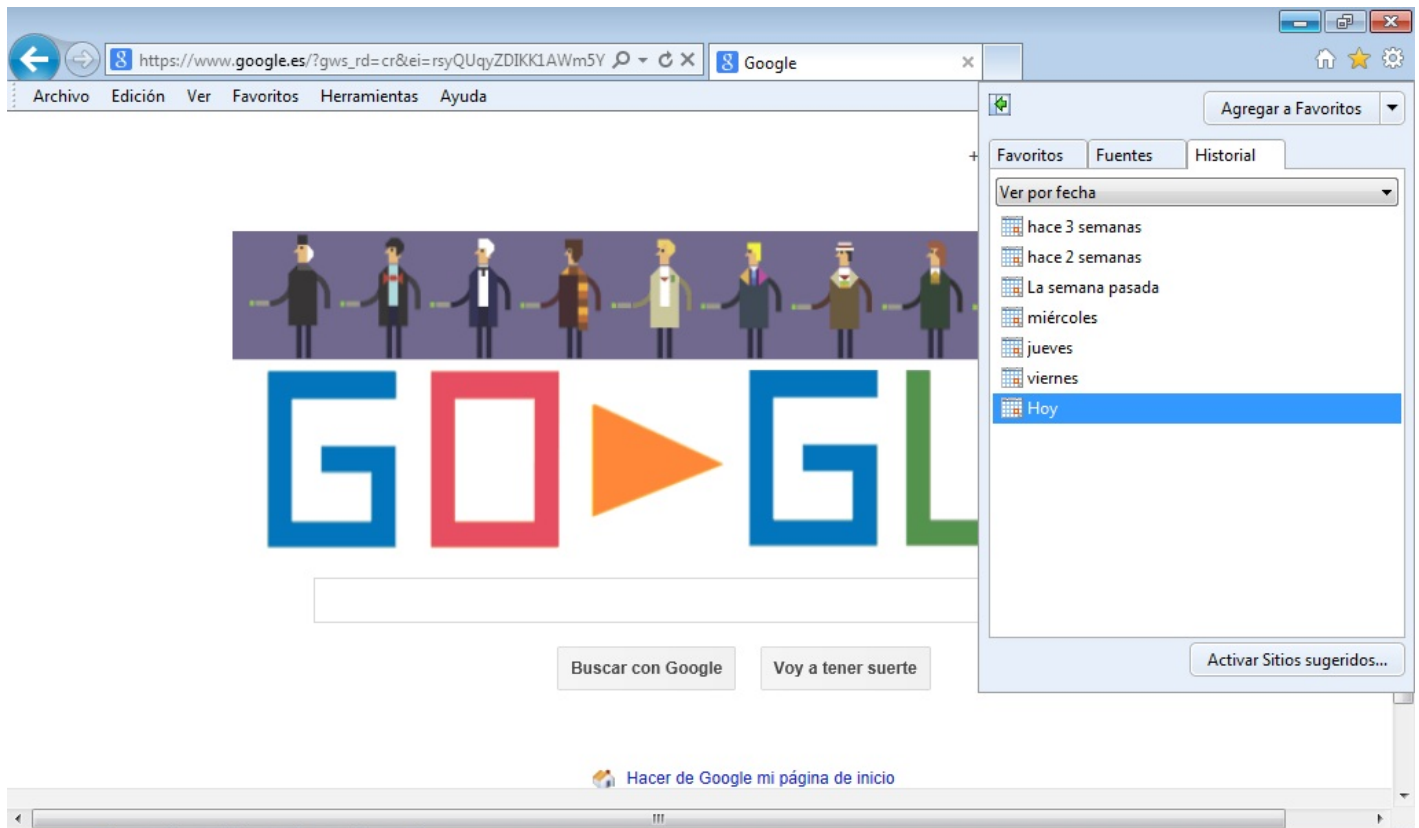 https://www.google.es/?gws_rd=cr&ei=rsyQUqyZDIKK1AWm5Y
Google
Archivo Edición Ver Favoritos Herramientas Ayuda
Agregar a Favoritos
+
Favoritos Fuentes Historial
Ver por fecha
hace 3 semanas
hace 2 semanas
La semana pasada
miércoles
jueves
viernes
Hoy
GO GL
Buscar con Google Voy a tener suerte
Activar Sitios sugeridos...
Hacer de Google mi página de inicio